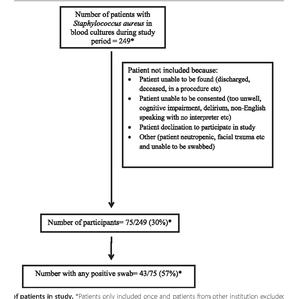 Number of patients with
Staphylococcus aureus in
blood cultures during study
period = 249*
Patient not included because:
• Patient unable to be found (discharged,
deceased, in a procedure etc)
• Patient unable to be consented (too unwell,
cognitive impairment, delirium, non-English
speaking with no interpreter etc)
• Patient declination to participate in study
• Other (patient neutropenic, facial trauma etc
and unable to be swabbed)
Number of participants= 75/249 (30%)*
Number with any positive swab= 43/75 (57%)*
of patients in study. *Patients only included once and patients from other institution exclude